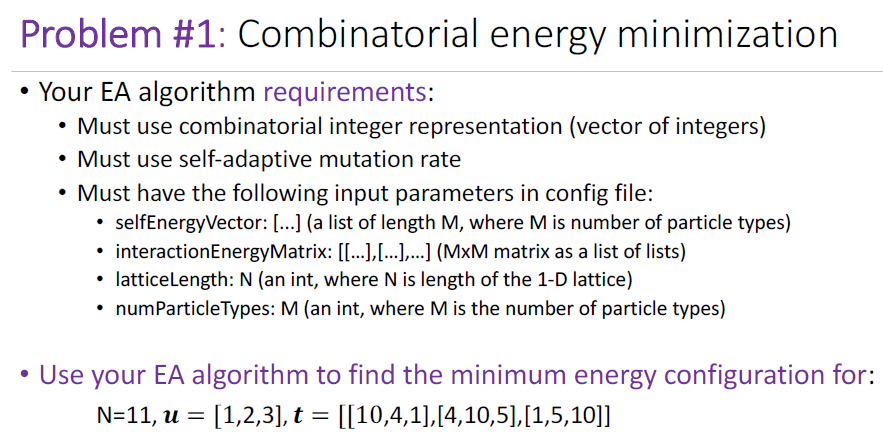 Problem #1: Combinatorial energy minimization
• Your EA algorithm requirements:
• Must use combinatorial integer representation (vector of integers)
• Must use self-adaptive mutation rate
• Must have the following input parameters in config file:
• selfEnergyVector: [...] (a list of length M, where M is number of particle types)
• interactionEnergyMatrix: [[...],[...],...] (MxM matrix as a list of lists)
• latticeLength: N (an int, where N is length of the 1-D lattice)
• numParticleTypes: M (an int, where M is the number of particle types)
• Use your EA algorithm to find the minimum energy configuration for:
N=11, u = [1,2,3], t = [[10,4,1],[4,10,5],[1,5,10]]